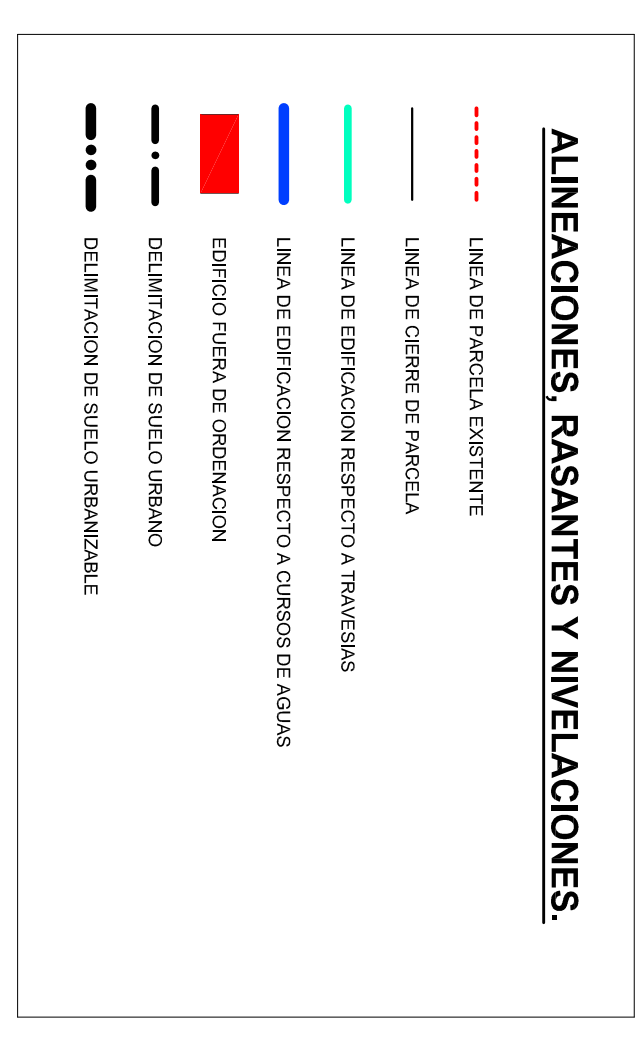 ALINEACIONES, RASANTES Y NIVELACIONES.
LINEA DE PARCELA EXISTENTE
LINEA DE CIERRE DE PARCELA
LINEA DE EDIFICACION RESPECTO A TRAVESIAS
LINEA DE EDIFICACION RESPECTO A CURSOS DE AGUAS
EDIFICIO FUERA DE ORDENACION
DELIMITACION DE SUELO URBANO
DELIMITACION DE SUELO URBANIZABLE